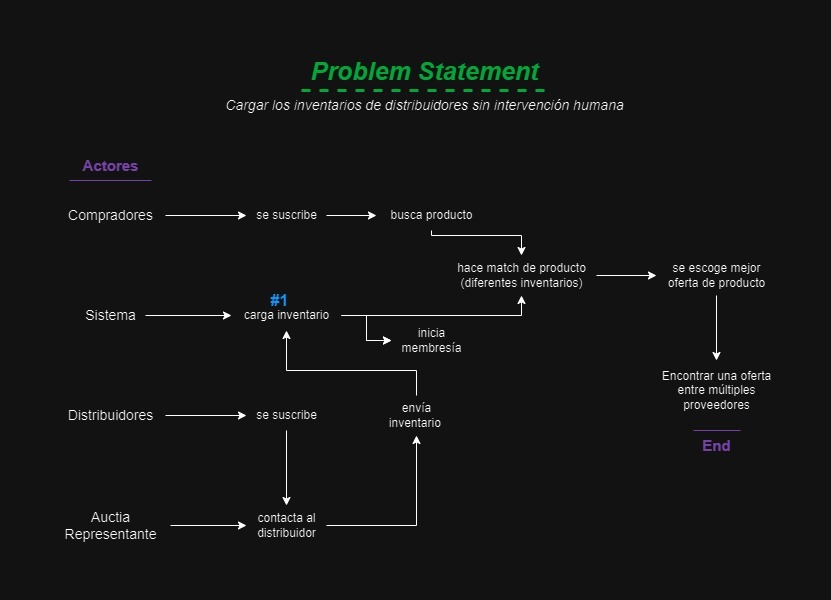 Problem Statement
Cargar los inventarios de distribuidores sin intervención humana
Actores
Compradores
se suscribe
busca producto
hace match de producto
(diferentes inventarios)
se escoge mejor
oferta de producto
#1
Sistema
carga inventario
inicia
membresía
Encontrar una oferta
entre múltiples
proveedores
End
Distribuidores
se suscribe
envía
inventario
Auctia
Representante
contacta al
distribuidor